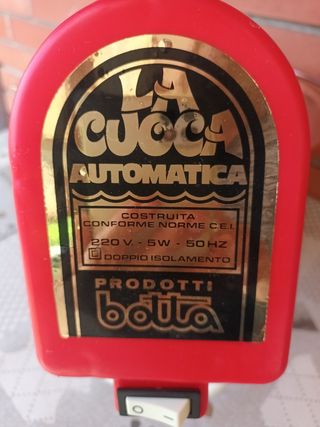 LA
CUOCA
AUTOMATICA
COSTRUITA
CONFORME NORME C.E.I.
220 V. - 5W - 50 HZ
DOPPIO ISOLAMENTO
PRODOTTI
botta